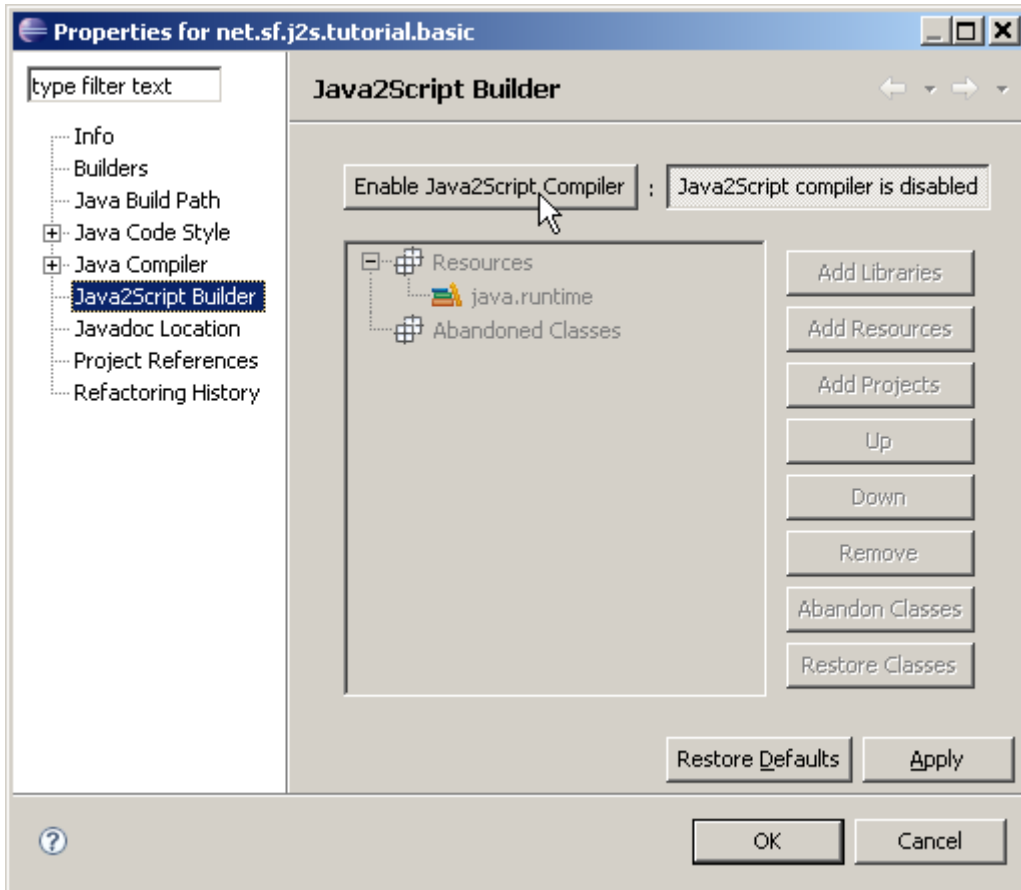 Properties for net.sf.j2s.tutorial.basic
type filter text
Info
Builders
Java Build Path
Java Code Style
Java Compiler
Java2Script Builder
Javadoc Location
Project References
Refactoring History
Java2Script Builder
Enable Java2Script Compiler : Java2Script compiler is disabled
Resources
java.runtime
Abandoned Classes
Add Libraries
Add Resources
Add Projects
Up
Down
Remove
Abandon Classes
Restore Classes
Restore Defaults Apply
? OK Cancel